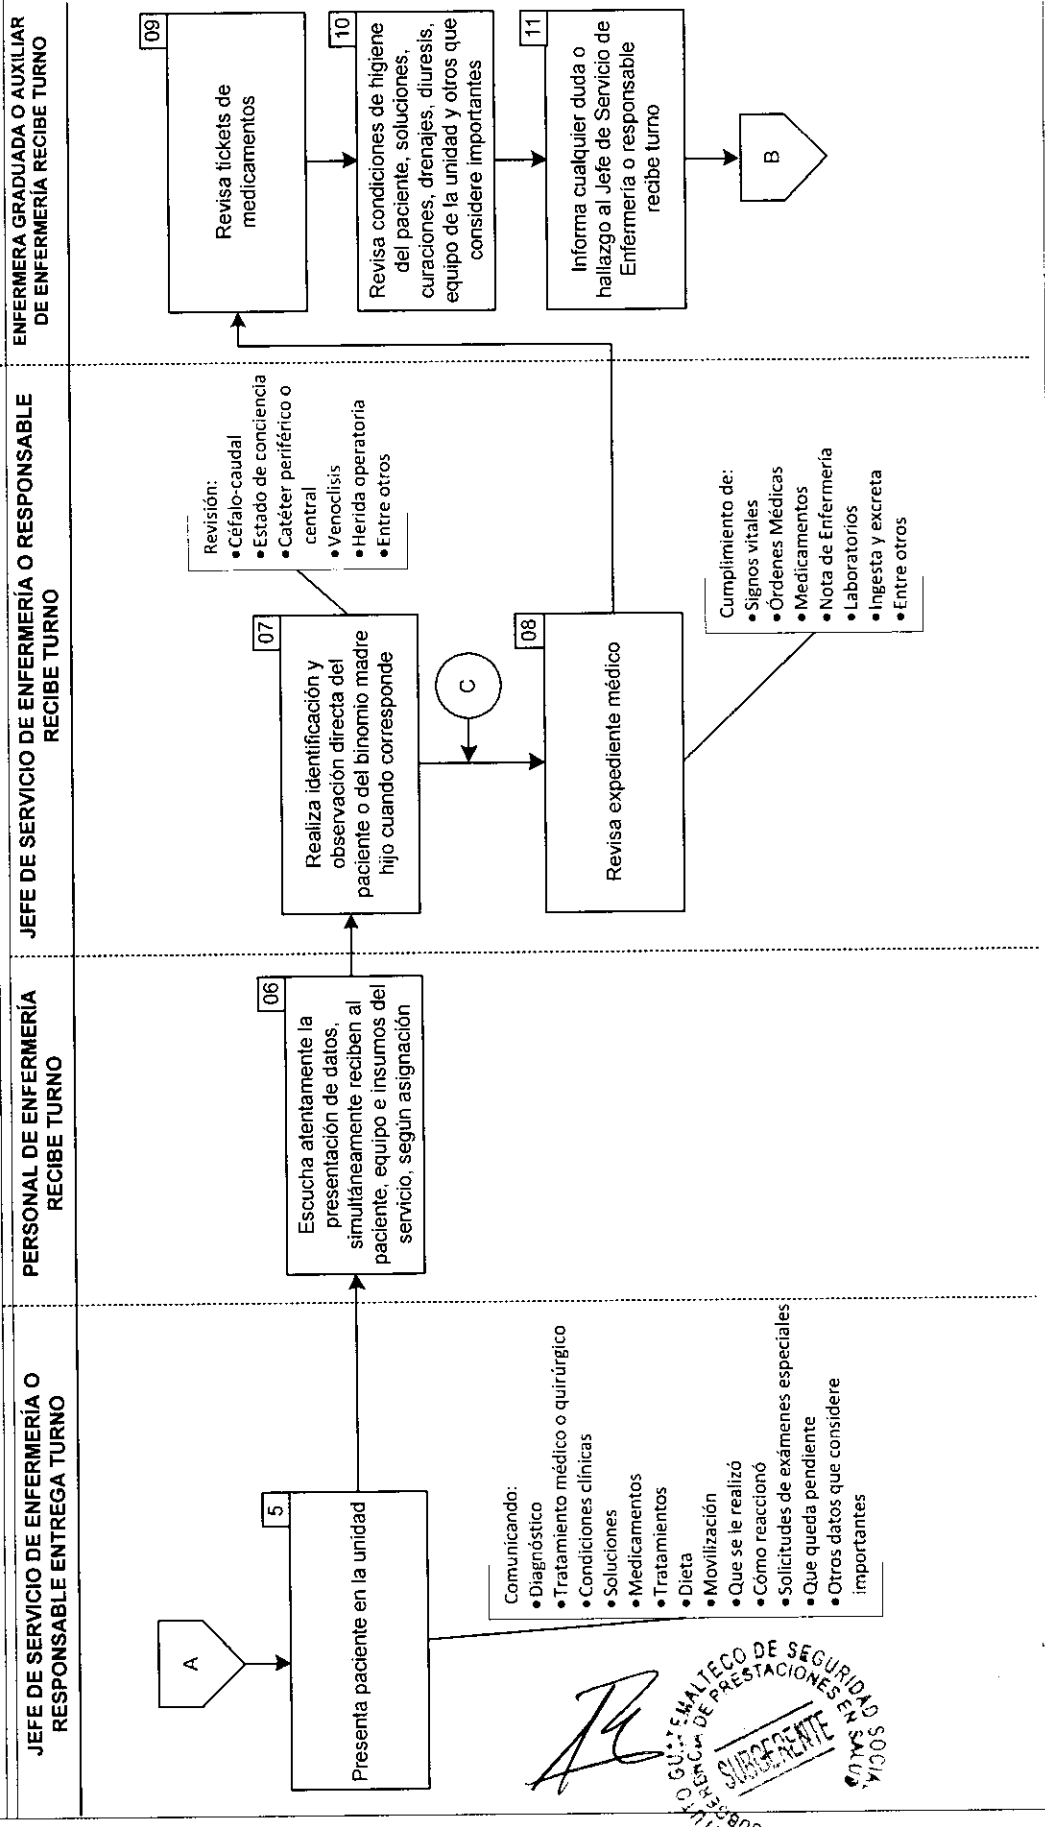 JEFE DE SERVICIO DE ENFERMERÍA O
RESPONSABLE ENTREGA TURNO
PERSONAL DE ENFERMERÍA
RECIBE TURNO
JEFE DE SERVICIO DE ENFERMERÍA O RESPONSABLE
RECIBE TURNO
ENFERMERA GRADUADA O AUXILIAR
DE ENFERMERÍA RECIBE TURNO
A
5
Presenta paciente en la unidad
Comunicando:
•Diagnóstico
•Tratamiento médico o quirúrgico
•Condiciones clínicas
•Soluciones
•Medicamentos
•Tratamientos
•Dieta
•Movilización
•Que se le realizó
•Cómo reaccionó
•Solicitudes de exámenes especiales
•Que queda pendiente
•Otros datos que considere
importantes
06
Escucha atentamente la
presentación de datos,
simultáneamente reciben al
paciente, equipo e insumos del
servicio, según asignación
07
Realiza identificación y
observación directa del
paciente o del binomio madre
hijo cuando corresponde
Revisión:
•Céfalo-caudal
•Estado de conciencia
•Catéter periférico o
central
•Venoclisis
•Herida operatoria
•Entre otros
C
08
Revisa expediente médico
Cumplimiento de:
•Signos vitales
•Órdenes Médicas
•Medicamentos
•Nota de Enfermería
•Laboratorios
•Ingesta y excreta
•Entre otros
09
Revisa tickets de
medicamentos
10
Revisa condiciones de higiene
del paciente, soluciones,
curaciones, drenajes, diuresis,
equipo de la unidad y otros que
considere importantes
11
Informa cualquier duda o
hallazgo al Jefe de Servicio de
Enfermería o responsable
recibe turno
B
DE SEGURIDAD
DE PRESTACIONES EN SALUD
SUBGERENTE